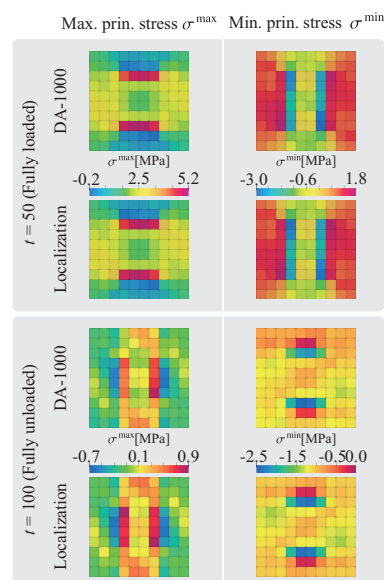 Max. prin. stress σ^max
Min. prin. stress σ^min
t = 50 (Fully loaded)
DA-1000
σ^max[MPa]
-0.2 2.5 5.2
σ^min[MPa]
-3.0 -0.6 1.8
Localization
t = 100 (Fully unloaded)
DA-1000
σ^max[MPa]
-0.7 0.1 0.9
σ^min[MPa]
-2.5 -1.5 -0.50.0
Localization